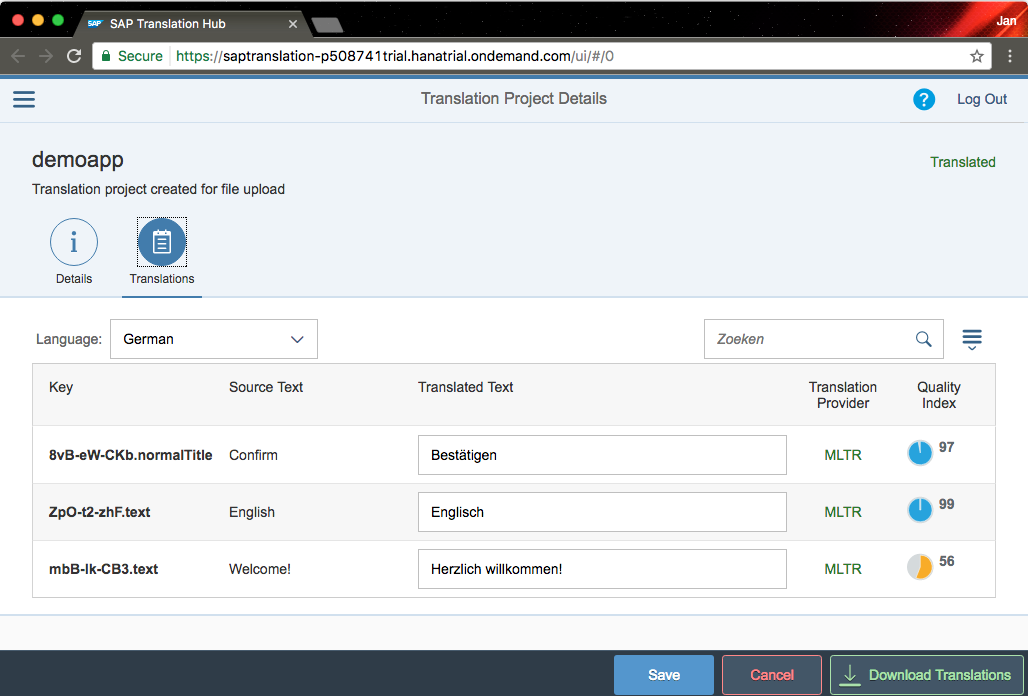 SAP SAP Translation Hub
Jan
Secure https://saptranslation-p508741trial.hanatrial.ondemand.com/ui/#/0
Translation Project Details
? Log Out
demoapp
Translated
Translation project created for file upload
i
Details Translations
Language: German Zoeken
Key Source Text Translated Text Translation Provider Quality Index
8vB-eW-CKb.normalTitle Confirm Bestätigen MLTR 97
ZpO-t2-zhF.text English Englisch MLTR 99
mbB-lk-CB3.text Welcome! Herzlich willkommen! MLTR 56
Save Cancel Download Translations